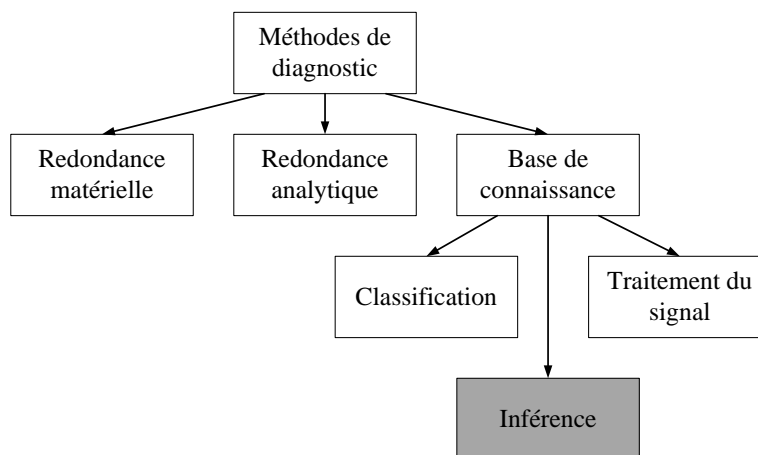 Méthodes de
diagnostic
Redondance
matérielle
Redondance
analytique
Base de
connaissance
Classification
Traitement du
signal
Inférence